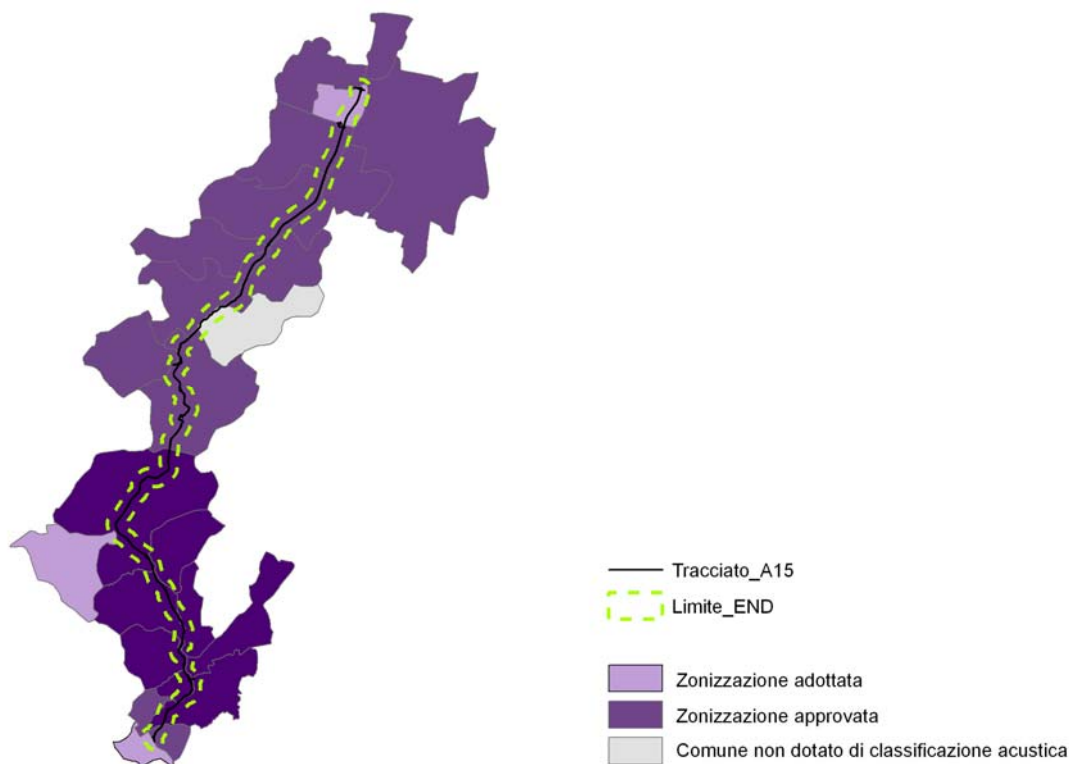 Tracciato_A15
Limite_END
Zonizzazione adottata
Zonizzazione approvata
Comune non dotato di classificazione acustica